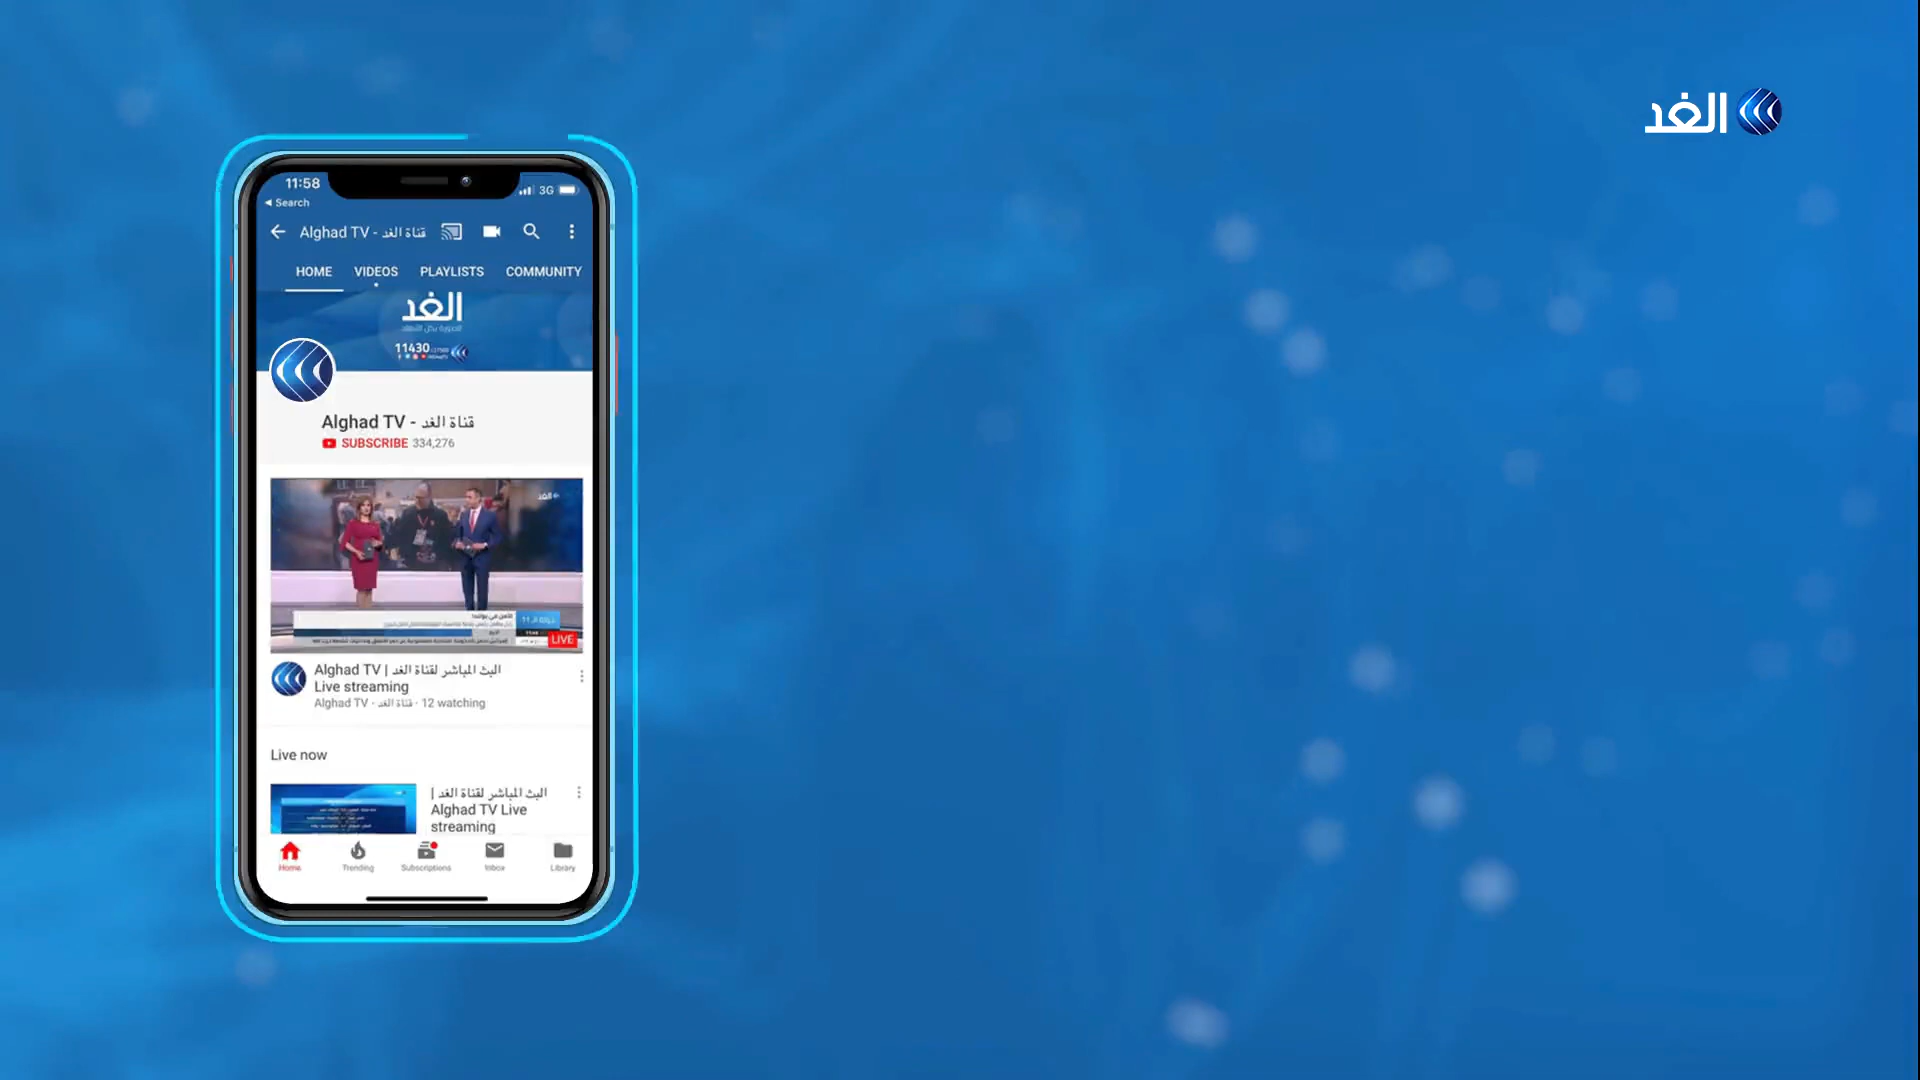 الغد
11:58
3G
Search
Alghad TV - قناة الغد
HOME VIDEOS PLAYLISTS COMMUNITY
الغد
11430
Alghad TV - قناة الغد
SUBSCRIBE 334,276
الغد
LIVE
Alghad TV | البث المباشر لقناة الغد
Live streaming
Alghad TV · قناة الغد · 12 watching
Live now
البث المباشر لقناة الغد |
Alghad TV Live
streaming
Home Trending Subscriptions Inbox Library